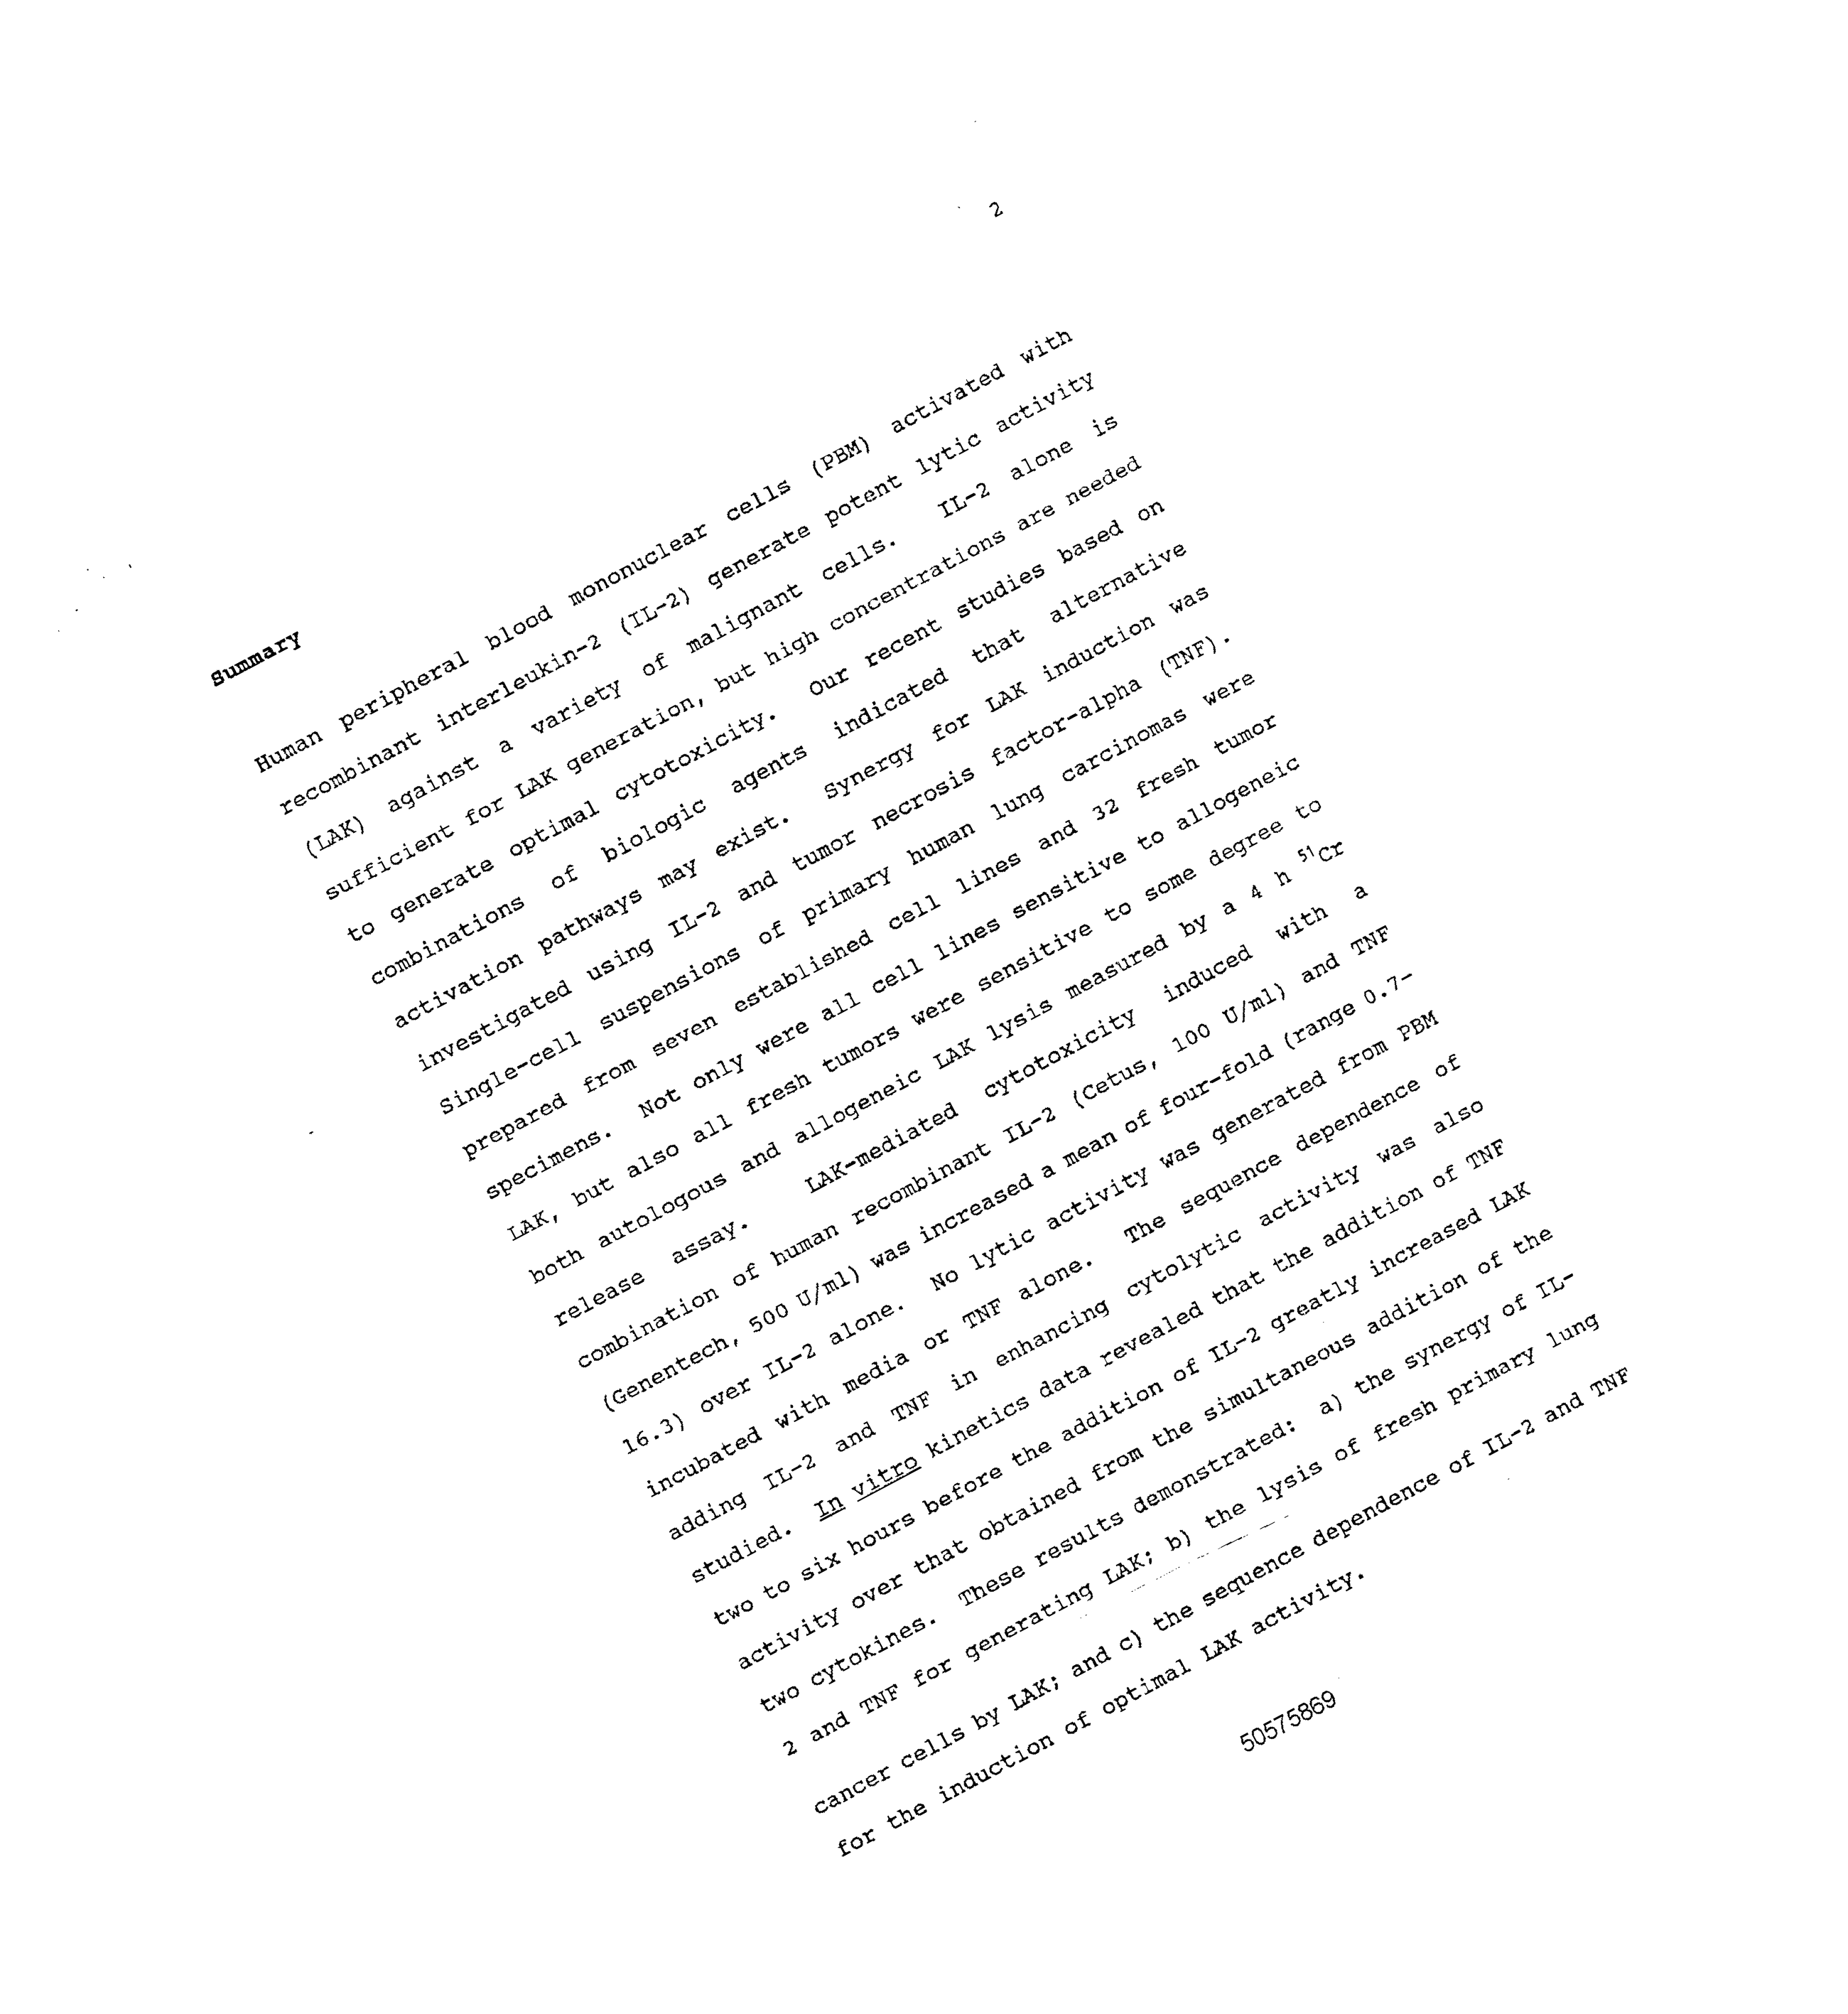 2
Summary
Human peripheral blood mononuclear cells (PBM) activated with
recombinant interleukin-2 (IL-2) generate potent lytic activity
(LAK) against a variety of malignant cells. IL-2 alone is
sufficient for LAK generation, but high concentrations are needed
to generate optimal cytotoxicity. Our recent studies based on
combinations of biologic agents indicated that alternative
activation pathways may exist. Synergy for LAK induction was
investigated using IL-2 and tumor necrosis factor-alpha (TNF).
Single-cell suspensions of primary human lung carcinomas were
prepared from seven established cell lines and 32 fresh tumor
specimens. Not only were all cell lines sensitive to allogeneic
LAK, but also all fresh tumors were sensitive to some degree to
both autologous and allogeneic LAK lysis measured by a 4 h ⁵¹Cr
release assay. LAK-mediated cytotoxicity induced with a
combination of human recombinant IL-2 (Cetus, 100 U/ml) and TNF
(Genentech, 500 U/ml) was increased a mean of four-fold (range 0.7-
16.3) over IL-2 alone. No lytic activity was generated from PBM
incubated with media or TNF alone. The sequence dependence of
adding IL-2 and TNF in enhancing cytolytic activity was also
studied. In vitro kinetics data revealed that the addition of TNF
two to six hours before the addition of IL-2 greatly increased LAK
activity over that obtained from the simultaneous addition of the
two cytokines. These results demonstrated: a) the synergy of IL-
2 and TNF for generating LAK; b) the lysis of fresh primary lung
cancer cells by LAK; and c) the sequence dependence of IL-2 and TNF
for the induction of optimal LAK activity.
50575869